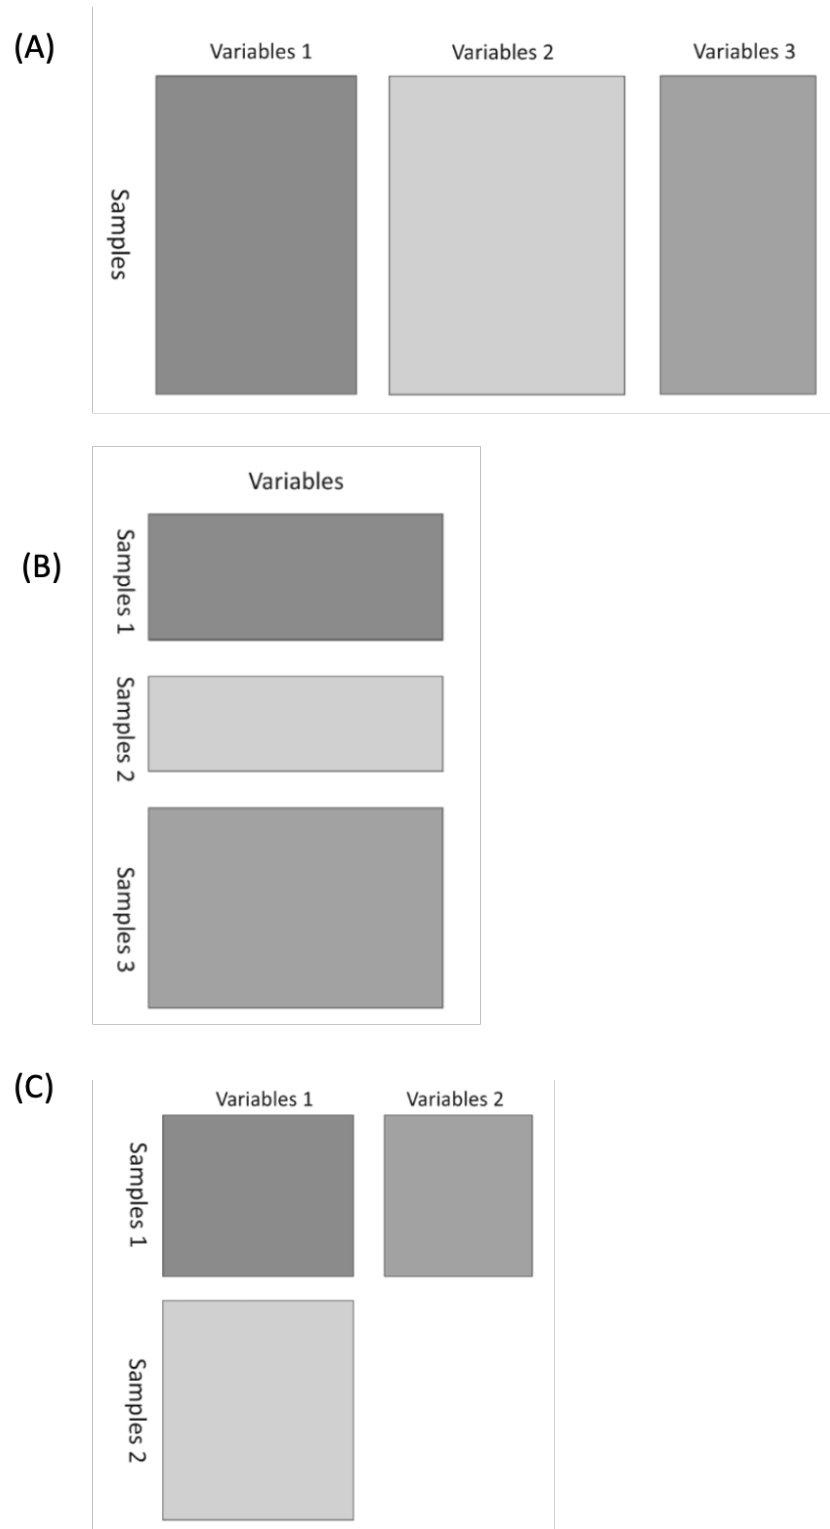 (A)
Variables 1
Variables 2
Variables 3
Samples
(B)
Variables
Samples 1
Samples 2
Samples 3
(C)
Variables 1
Variables 2
Samples 1
Samples 2